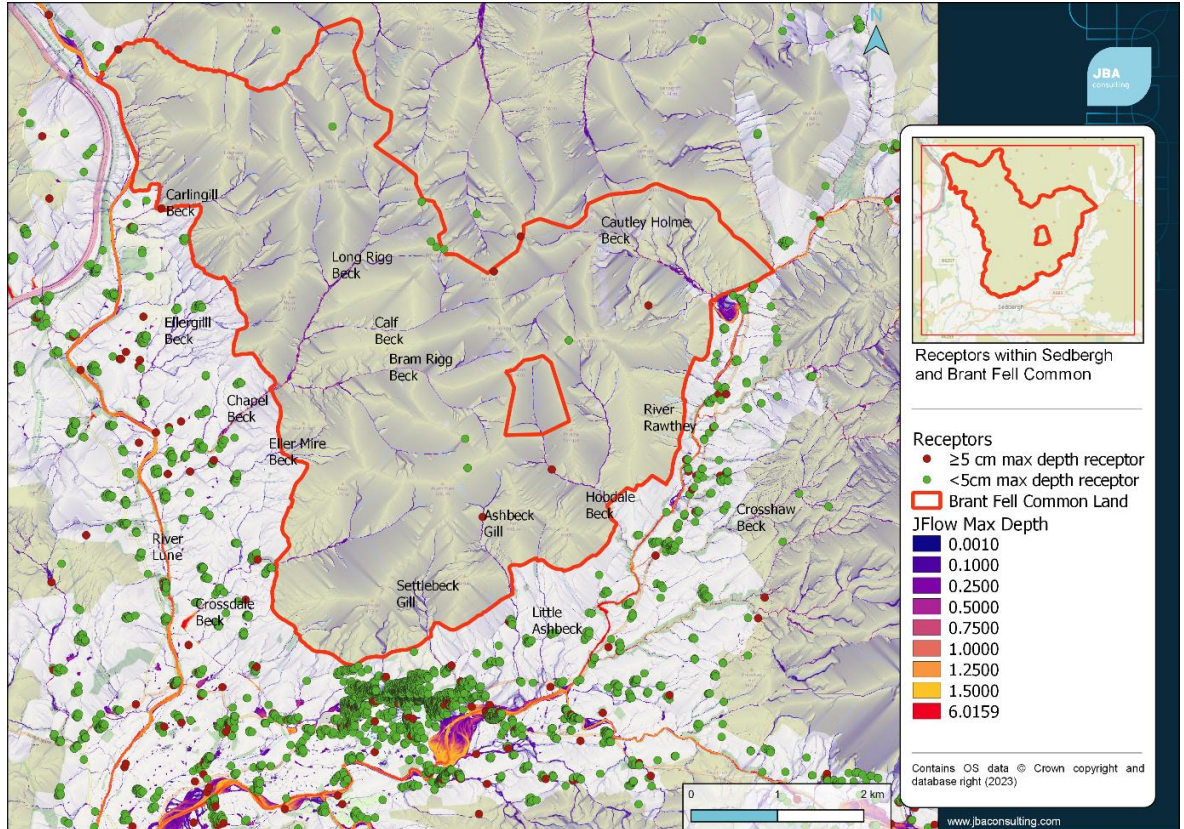 N
JBA
consulting
Carlingill
Beck
Cautley Holme
Beck
Long Rigg
Beck
Ellergill
Beck
Calf
Beck
Bram Rigg
Beck
Chapel
Beck
River
Rawthey
Eller Mire
Beck
Hobdale
Beck
Crosshaw
Beck
Ashbeck
Gill
River
Lune
Settlebeck
Gill
Crossdale
Beck
Little
Ashbeck
0 1 2 km
Sedbergh
Receptors within Sedbergh
and Brant Fell Common
Receptors
≥5 cm max depth receptor
<5cm max depth receptor
Brant Fell Common Land
JFlow Max Depth
0.0010
0.1000
0.2500
0.5000
0.7500
1.0000
1.2500
1.5000
6.0159
Contains OS data © Crown copyright and
database right (2023)
www.jbaconsulting.com